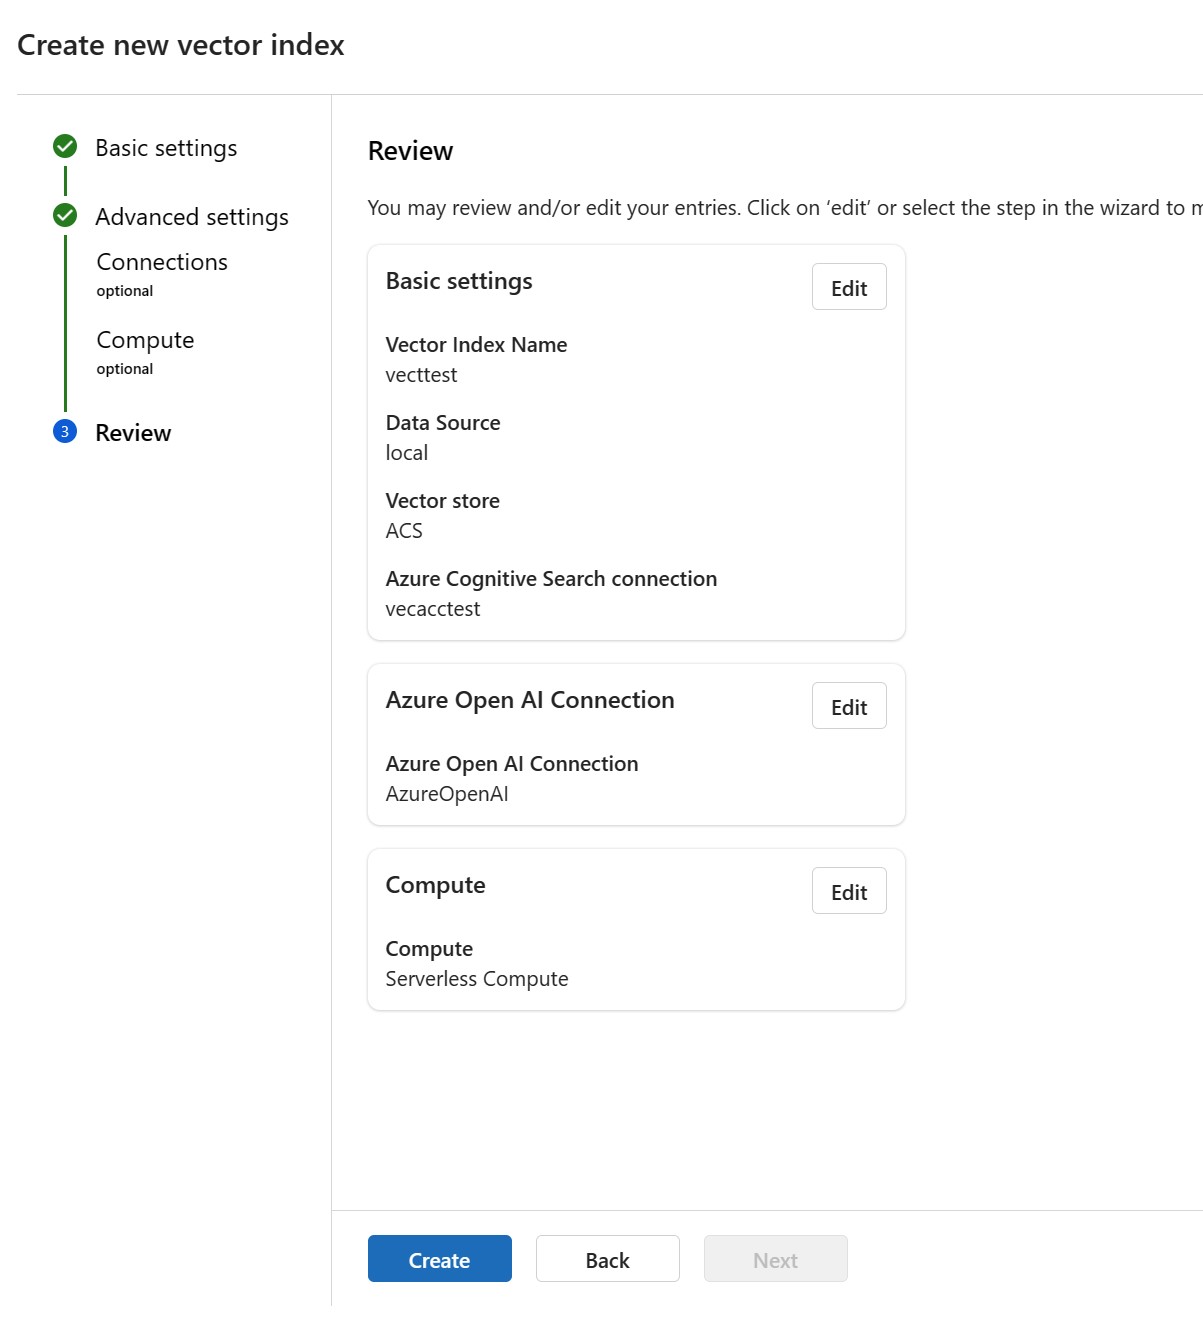 Create new vector index
Basic settings
Advanced settings
Connections
optional
Compute
optional
3
Review
Review
You may review and/or edit your entries. Click on ‘edit’ or select the step in the wizard to
Basic settings
Edit
Vector Index Name
vecttest
Data Source
local
Vector store
ACS
Azure Cognitive Search connection
vecacctest
Azure Open AI Connection
Edit
Azure Open AI Connection
AzureOpenAI
Compute
Edit
Compute
Serverless Compute
Create
Back
Next